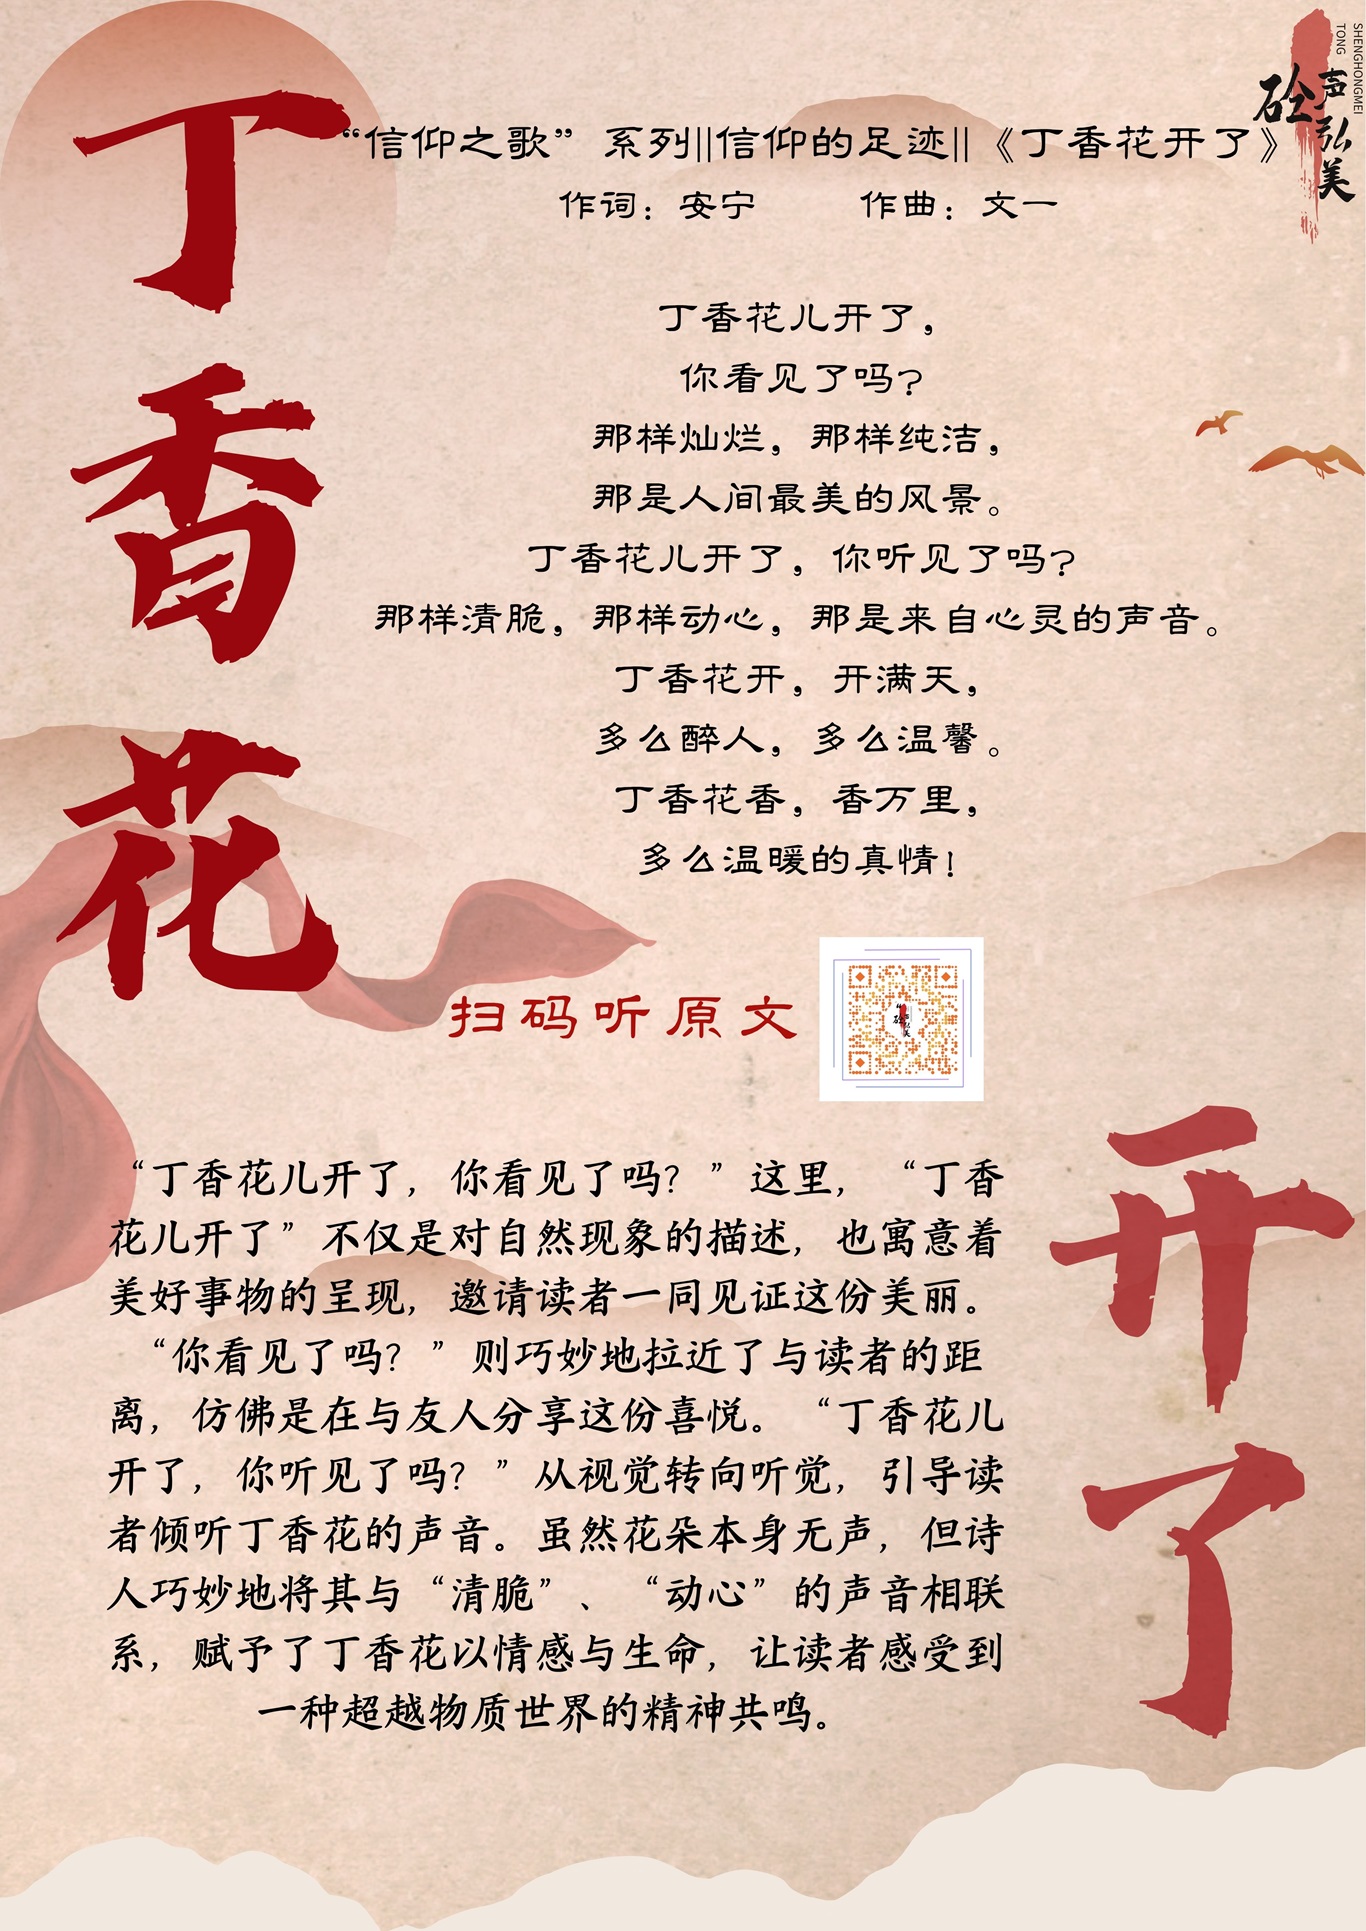 丁香花
开了
砼声弘美
TONG
SHENGHONGMEI
“信仰之歌”系列||信仰的足迹||《丁香花开了》
作词：安宁 作曲：文一
丁香花儿开了，
你看见了吗？
那样灿烂，那样纯洁，
那是人间最美的风景。
丁香花儿开了，你听见了吗？
那样清脆，那样动心，那是来自心灵的声音。
丁香花开，开满天，
多么醉人，多么温馨。
丁香花香，香万里，
多么温暖的真情！
扫码听原文
“丁香花儿开了，你看见了吗？”这里，“丁香
花儿开了”不仅是对自然现象的描述，也寓意着
美好事物的呈现，邀请读者一同见证这份美丽。
“你看见了吗？”则巧妙地拉近了与读者的距
离，仿佛是在与友人分享这份喜悦。“丁香花儿
开了，你听见了吗？”从视觉转向听觉，引导读
者倾听丁香花的声音。虽然花朵本身无声，但诗
人巧妙地将其与“清脆”、“动心”的声音相联
系，赋予了丁香花以情感与生命，让读者感受到
一种超越物质世界的精神共鸣。